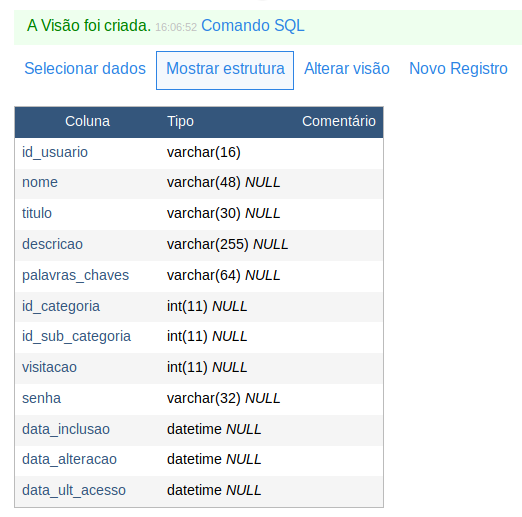 A Visão foi criada. 16:06:52 Comando SQL
Selecionar dados Mostrar estrutura Alterar visão Novo Registro
Coluna Tipo Comentário
id_usuario varchar(16)
nome varchar(48) NULL
titulo varchar(30) NULL
descricao varchar(255) NULL
palavras_chaves varchar(64) NULL
id_categoria int(11) NULL
id_sub_categoria int(11) NULL
visitacao int(11) NULL
senha varchar(32) NULL
data_inclusao datetime NULL
data_alteracao datetime NULL
data_ult_acesso datetime NULL